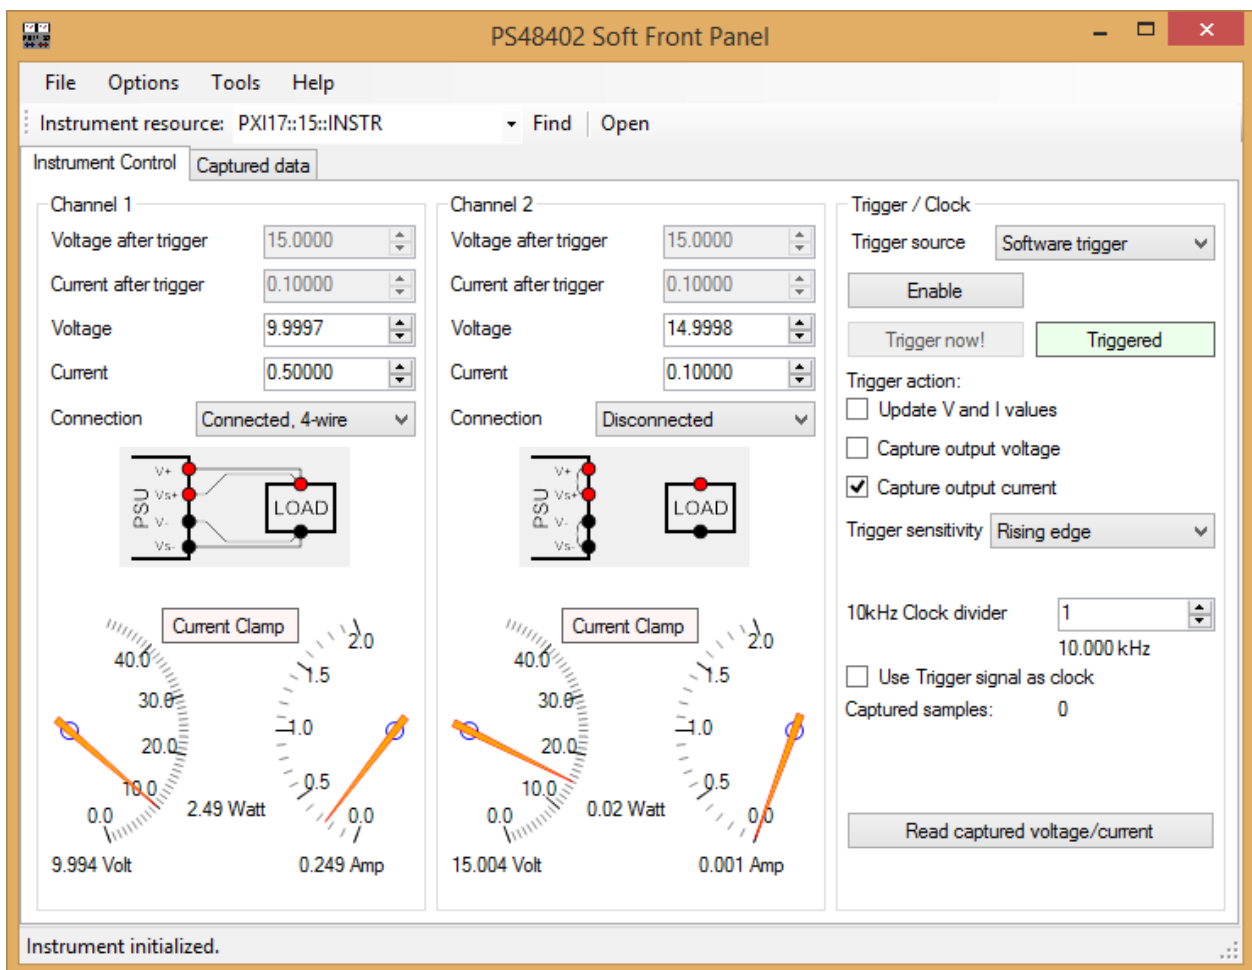 PS48402 Soft Front Panel
File Options Tools Help
Instrument resource: PXI17::15::INSTR Find Open
Instrument Control Captured data
Channel 1
Voltage after trigger 15.0000
Current after trigger 0.10000
Voltage 9.9997
Current 0.50000
Connection Connected, 4-wire
PSU
V+
Vs+
V-
Vs-
LOAD
Current Clamp
40.0
30.0
20.0
10.0
0.0
2.0
1.5
1.0
0.5
0.0
2.49 Watt
9.994 Volt 0.249 Amp
Channel 2
Voltage after trigger 15.0000
Current after trigger 0.10000
Voltage 14.9998
Current 0.10000
Connection Disconnected
PSU
V+
Vs+
V-
Vs-
LOAD
Current Clamp
40.0
30.0
20.0
10.0
0.0
2.0
1.5
1.0
0.5
0.0
0.02 Watt
15.004 Volt 0.001 Amp
Trigger / Clock
Trigger source Software trigger
Enable
Trigger now! Triggered
Trigger action:
Update V and I values
Capture output voltage
Capture output current
Trigger sensitivity Rising edge
10kHz Clock divider 1
10.000 kHz
Use Trigger signal as clock
Captured samples: 0
Read captured voltage/current
Instrument initialized.